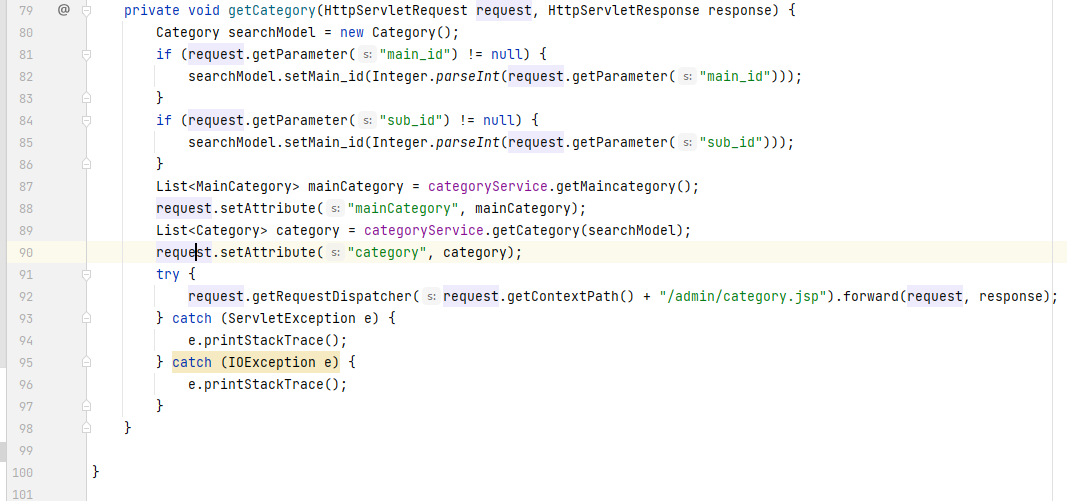 79 @ private void getCategory(HttpServletRequest request, HttpServletResponse response) {
80 Category searchModel = new Category();
81 if (request.getParameter( s: "main_id") != null) {
82 searchModel.setMain_id(Integer.parseInt(request.getParameter( s: "main_id")));
83 }
84 if (request.getParameter( s: "sub_id") != null) {
85 searchModel.setMain_id(Integer.parseInt(request.getParameter( s: "sub_id")));
86 }
87 List<MainCategory> mainCategory = categoryService.getMaincategory();
88 request.setAttribute( s: "mainCategory", mainCategory);
89 List<Category> category = categoryService.getCategory(searchModel);
90 request.setAttribute( s: "category", category);
91 try {
92 request.getRequestDispatcher( s: request.getContextPath() + "/admin/category.jsp").forward(request, response);
93 } catch (ServletException e) {
94 e.printStackTrace();
95 } catch (IOException e) {
96 e.printStackTrace();
97 }
98 }
99
100 }
101